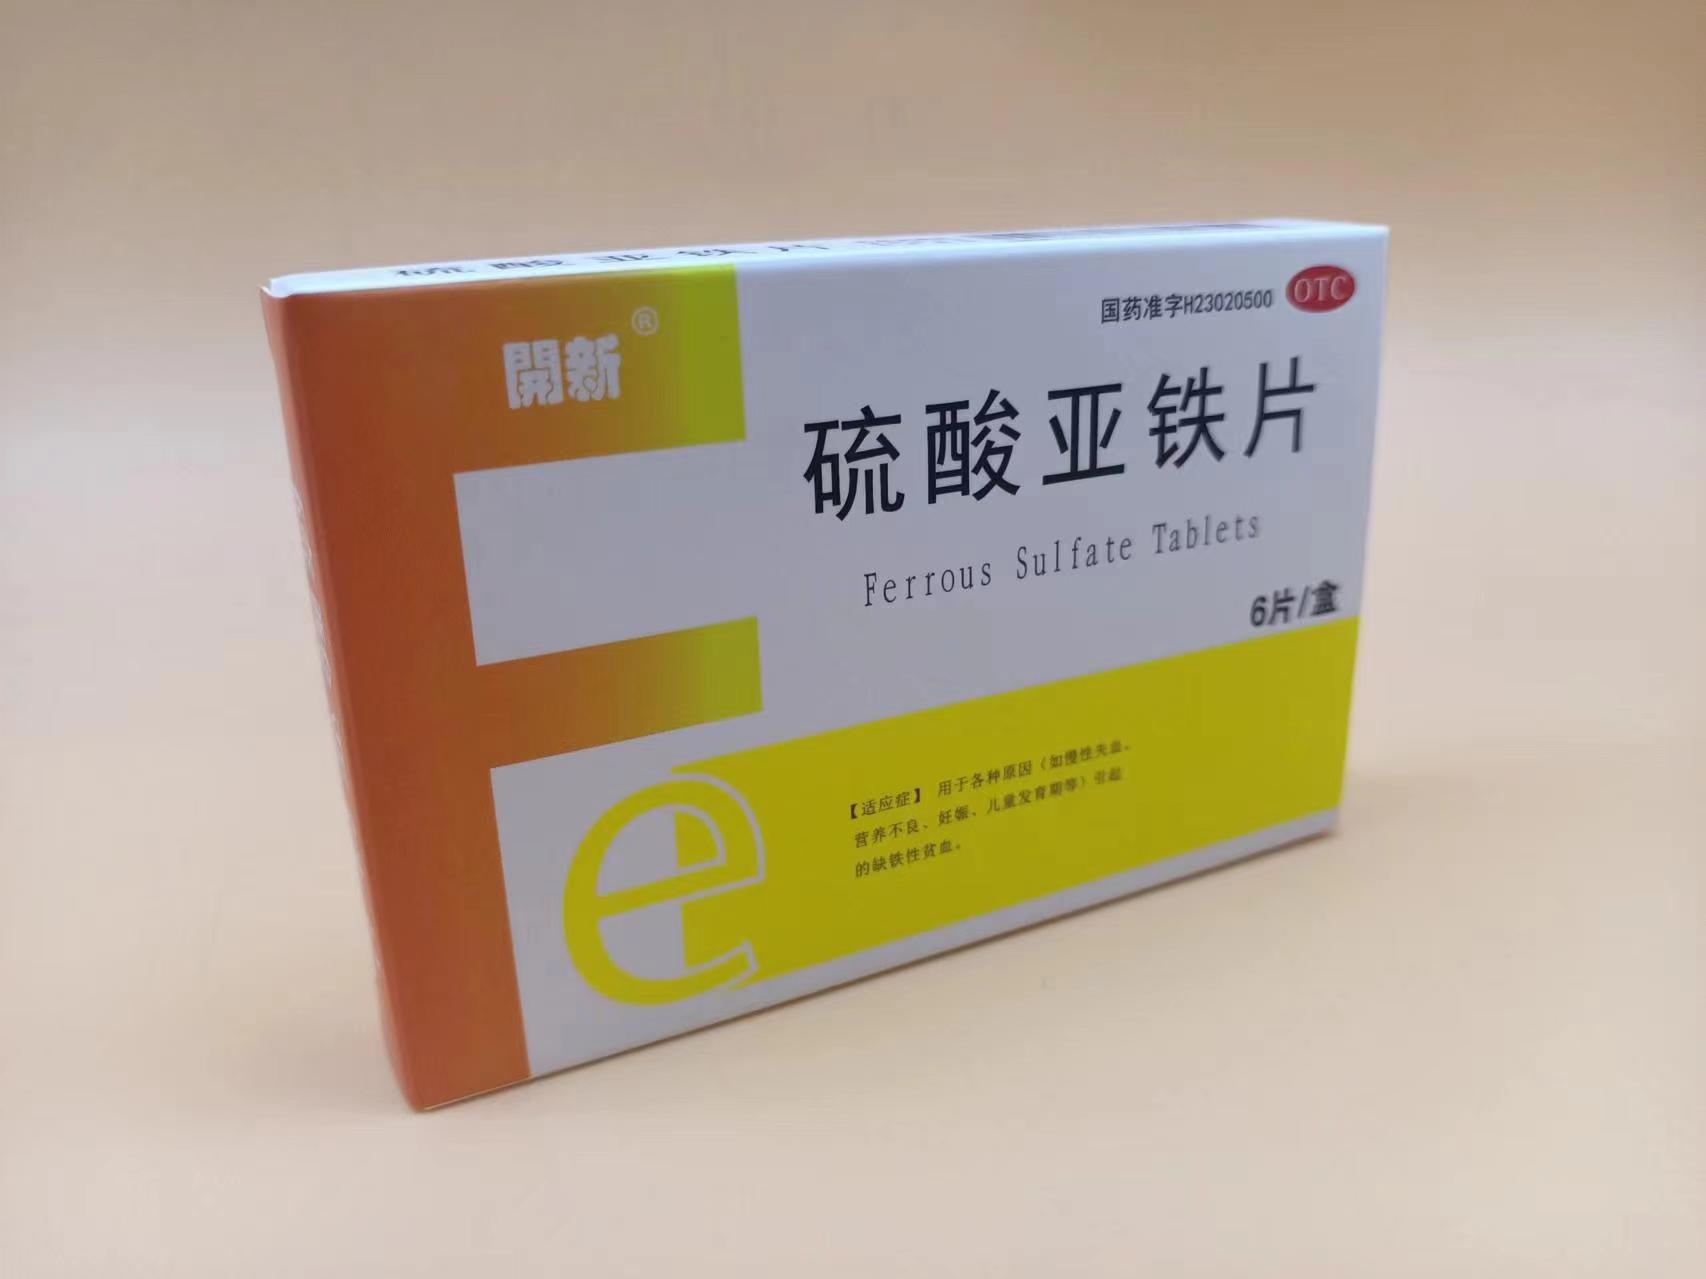 硫酸亚铁片
開新®
国药准字H23020500 OTC
硫酸亚铁片
Ferrous Sulfate Tablets
6片/盒
Fe
【适应症】 用于各种原因（如慢性失血、
营养不良、妊娠、儿童发育期等）引起
的缺铁性贫血。